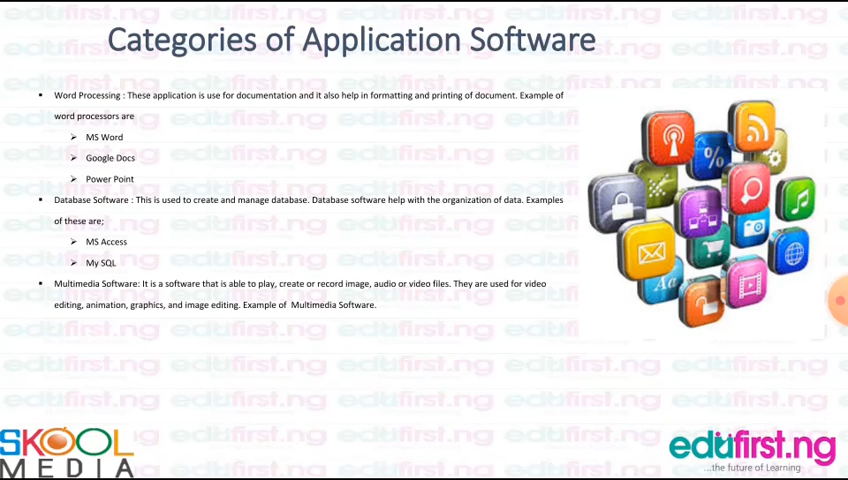 Categories of Application Software
Word Processing : These application is use for documentation and it also help in formatting and printing of document. Example of
word processors are
MS Word
Google Docs
Power Point
Database Software : This is used to create and manage database. Database software help with the organization of data. Examples
of these are;
MS Access
My SQL
Multimedia Software: It is a software that is able to play, create or record image, audio or video files. They are used for video
editing, animation, graphics, and image editing. Example of Multimedia Software.
%
Aa
SKOOL
MEDIA
edufirst.ng
...the future of Learning